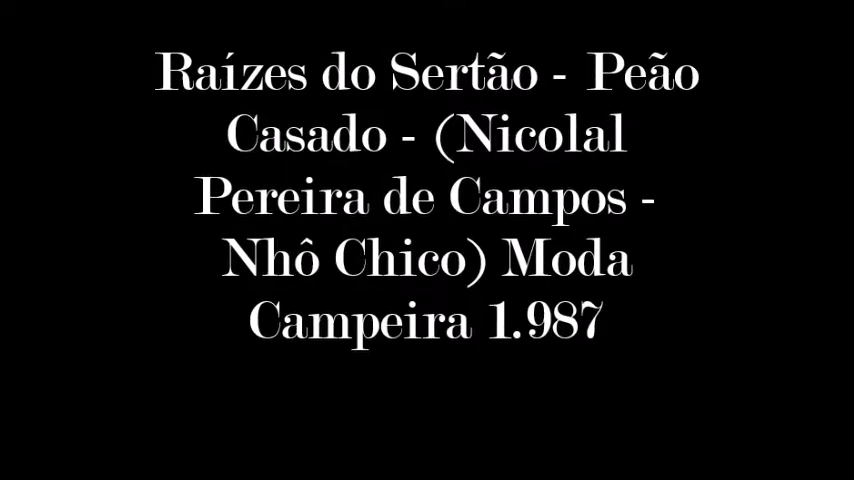 Raízes do Sertão - Peão
Casado - (Nicolal
Pereira de Campos -
Nhô Chico) Moda
Campeira 1.987